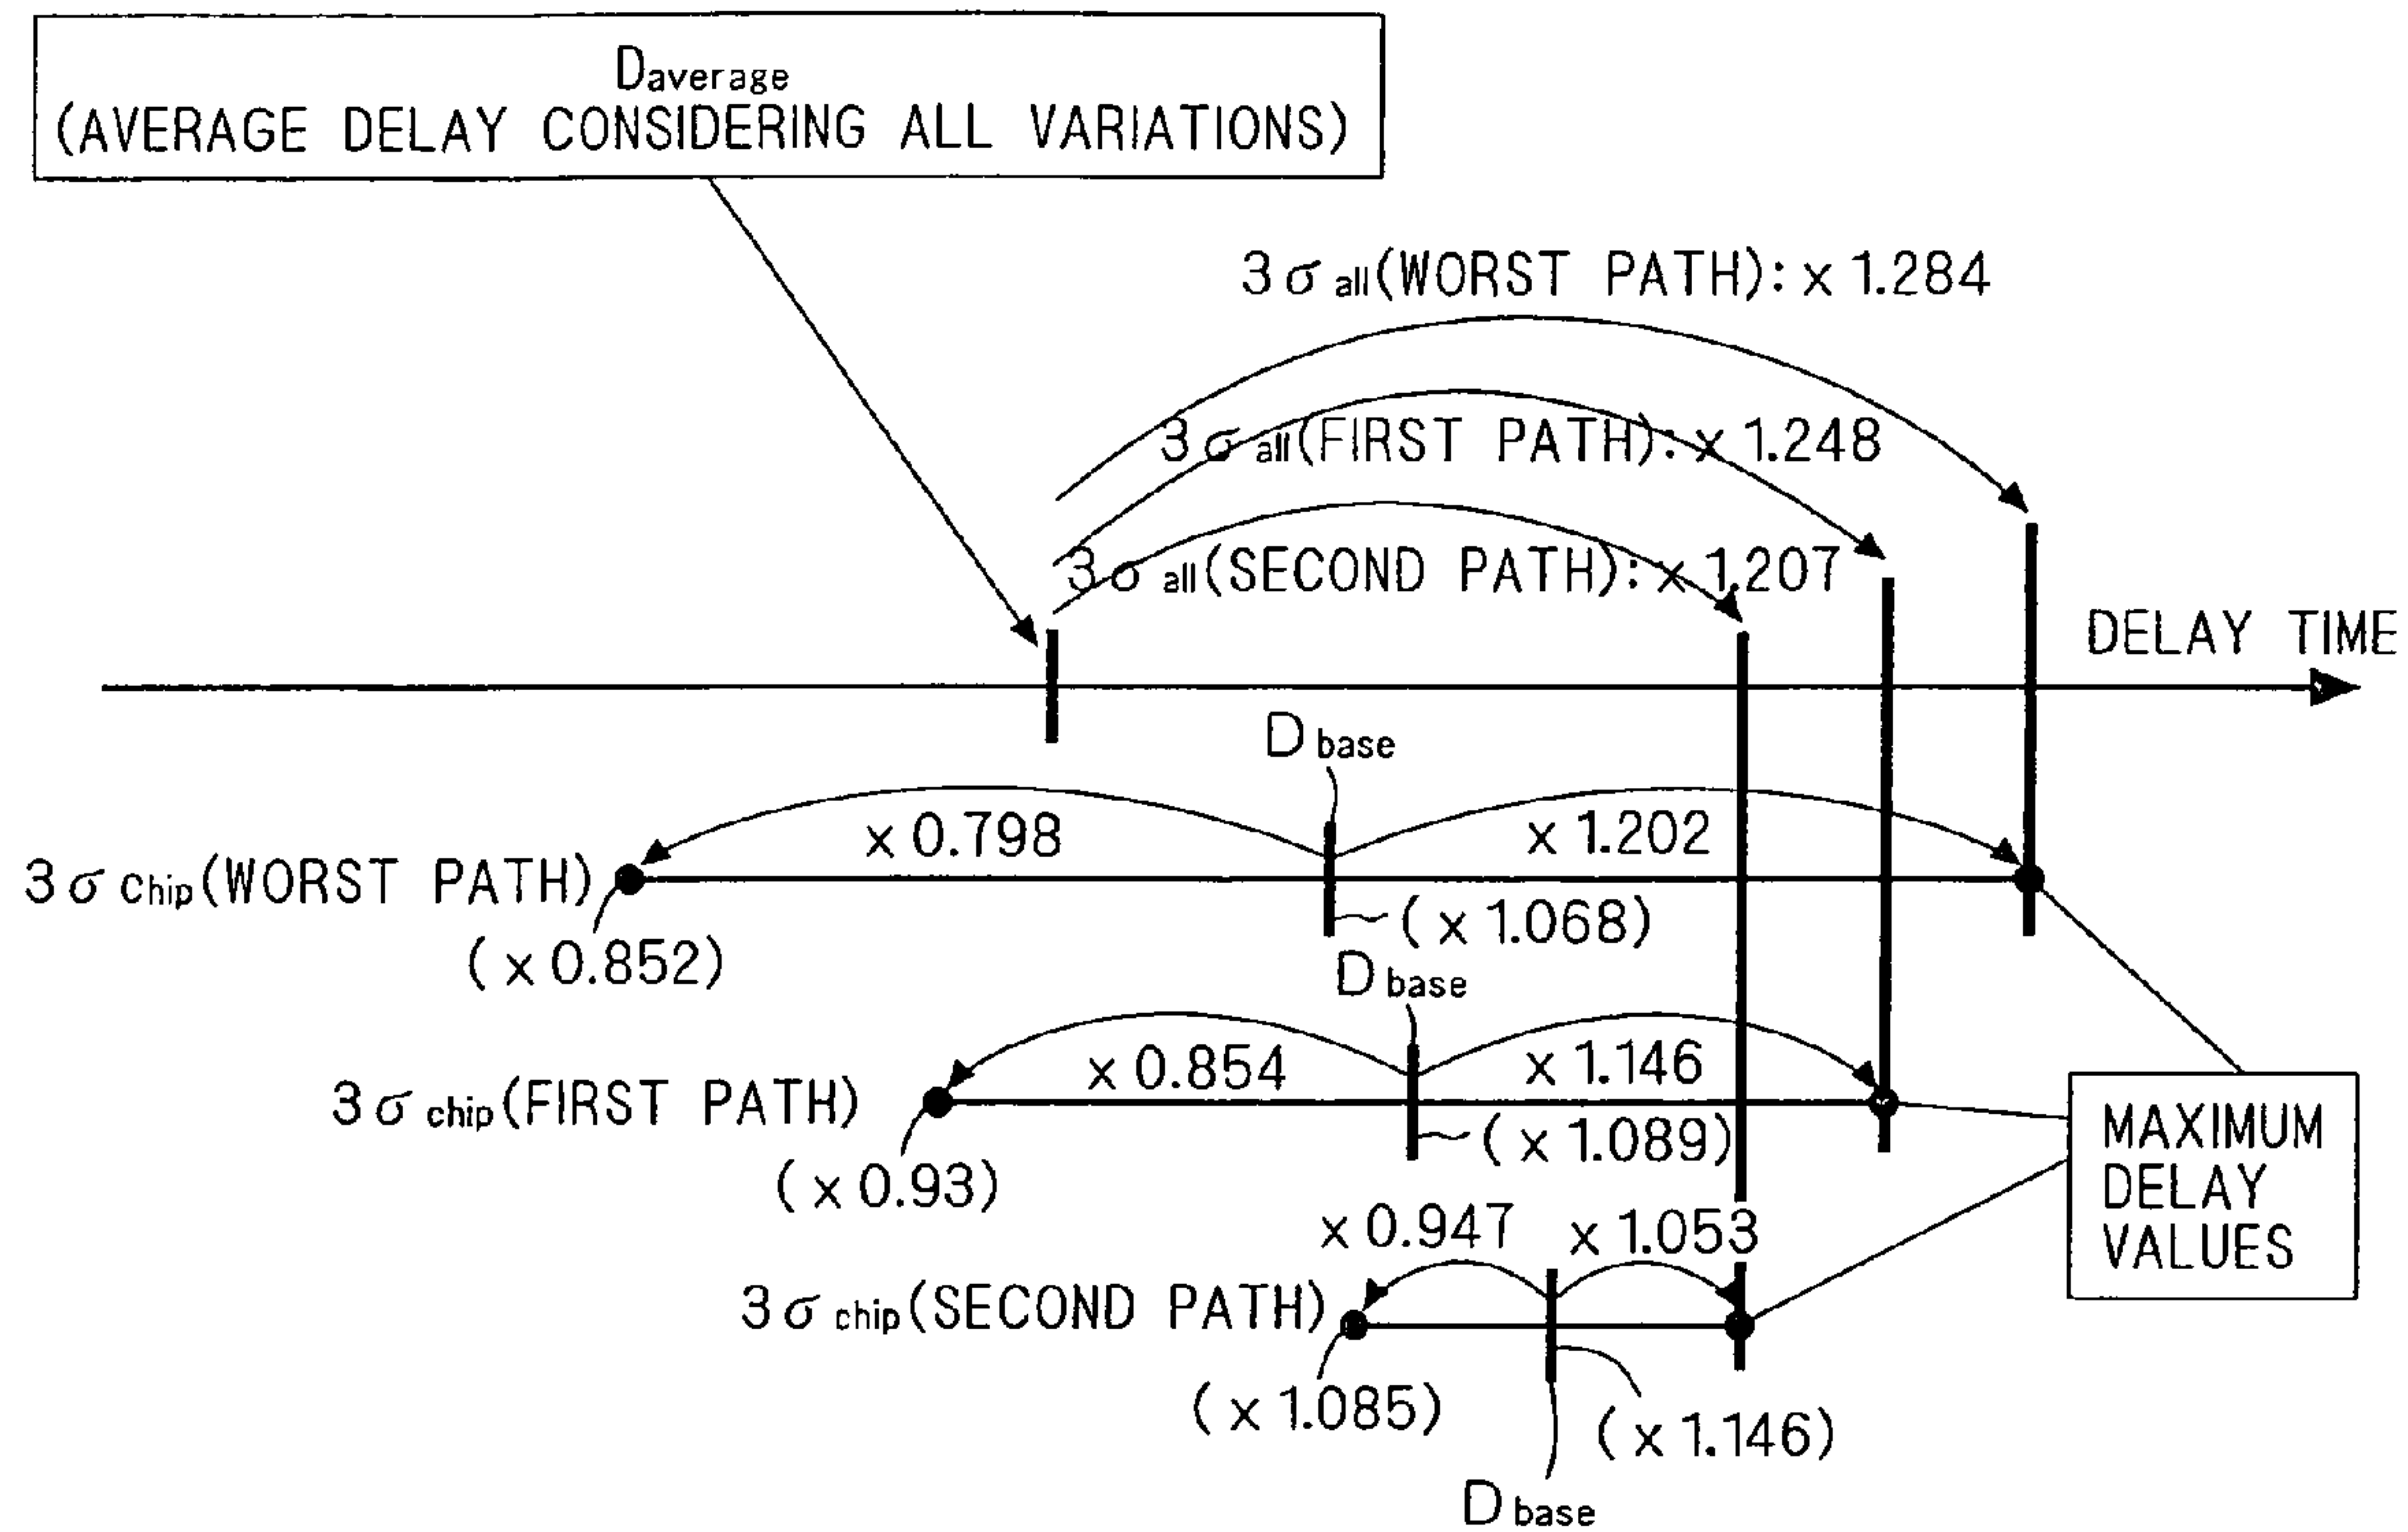 Daverage
(AVERAGE DELAY CONSIDERING ALL VARIATIONS)
3σall(WORST PATH): x 1.284
3σall(FIRST PATH): x 1.248
3σall(SECOND PATH): x 1.207
DELAY TIME
Dbase
x 0.798
x 1.202
3σChip(WORST PATH)
(x 1.068)
(x 0.852)
Dbase
x 0.854
x 1.146
3σchip(FIRST PATH)
(x 1.089)
(x 0.93)
MAXIMUM
DELAY
VALUES
x 0.947
x 1.053
3σchip(SECOND PATH)
(x 1.085)
(x 1.146)
Dbase